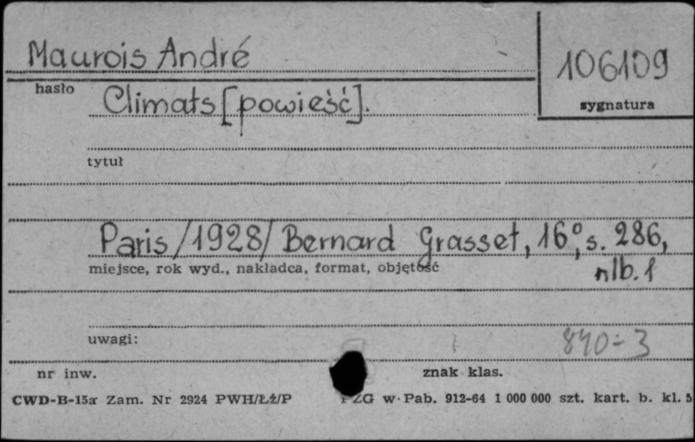 Maurois André
106109
hasło
Climats [powieść].
sygnatura
tytuł
Paris /1928/ Bernard Grasset, 16°, s. 286,
miejsce, rok wyd., nakładca, format, objętość
nlb. 1
uwagi:
840-3
nr inw.
znak klas.
CWD-B-15a Zam. Nr 2924 PWH/Łż/P
PZG w Pab. 912-64 1 000 000 szt. kart. b. kl. 5